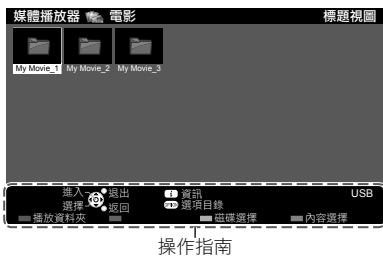 媒體播放器 電影 標題視圖
My Movie_1 My Movie_2 My Movie_3
進入 退出 資訊 USB
選擇 返回 選項目錄
播放資料夾 磁碟選擇 內容選擇
操作指南